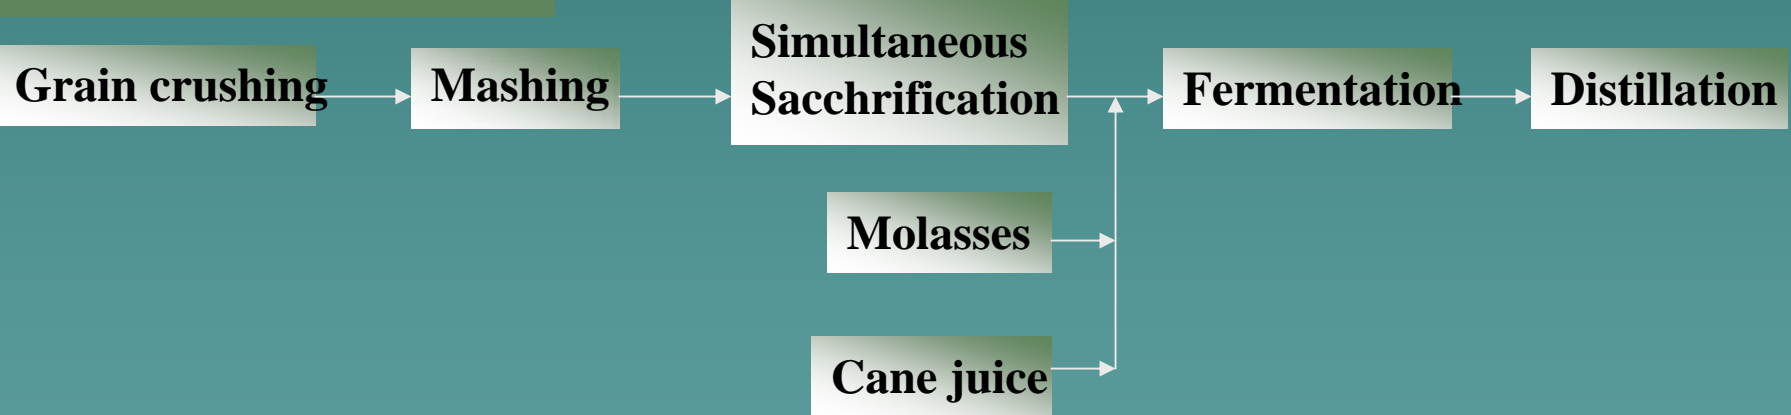 Grain crushing
Mashing
Simultaneous
Sacchrification
Fermentation
Distillation
Molasses
Cane juice